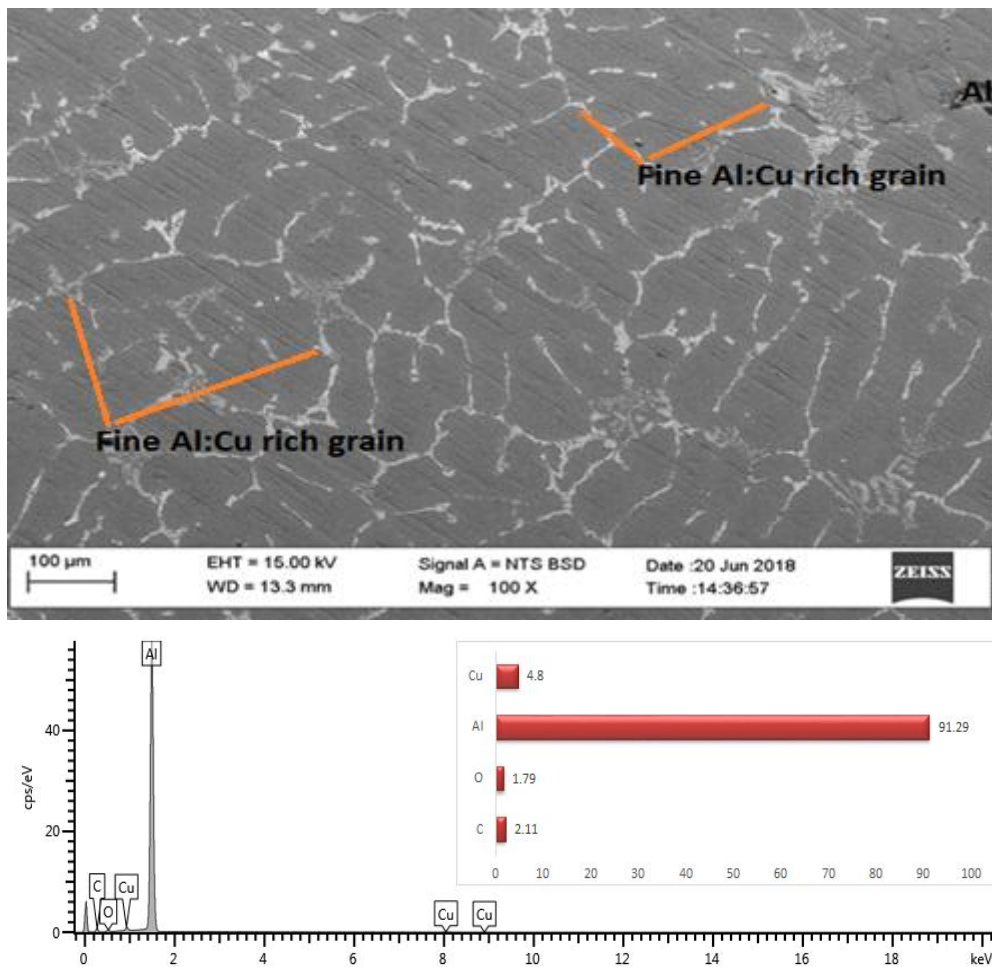 Al
Fine Al:Cu rich grain
Fine Al:Cu rich grain
100 µm
EHT = 15.00 kV
Signal A = NTS BSD
Date :20 Jun 2018
ZEISS
WD = 13.3 mm
Mag = 100 X
Time :14:36:57
Al
40
cps/eV
20
C
Cu
O
Cu
Cu
0
0 2 4 6 8 10 12 14 16 18 keV
Cu 4.8
Al 91.29
O 1.79
C 2.11
0 10 20 30 40 50 60 70 80 90 100